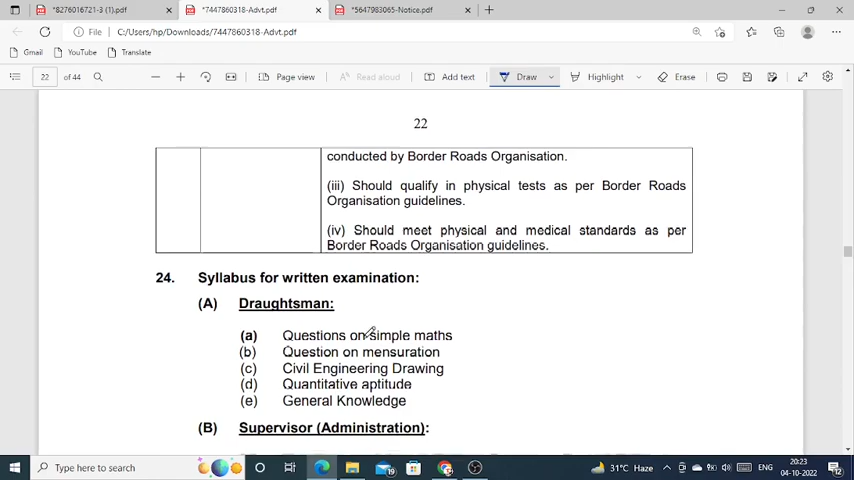 *8276016721-3 (1).pdf
*7447860318-Advt.pdf
*5647983065-Notice.pdf
File
C:/Users/hp/Downloads/7447860318-Advt.pdf
Gmail
YouTube
Translate
22 of 44
Page view
Read aloud
Add text
Draw
Highlight
Erase
22
conducted by Border Roads Organisation.
(iii) Should qualify in physical tests as per Border Roads
Organisation guidelines.
(iv) Should meet physical and medical standards as per
Border Roads Organisation guidelines.
24. Syllabus for written examination:
(A) Draughtsman:
(a) Questions on simple maths
(b) Question on mensuration
(c) Civil Engineering Drawing
(d) Quantitative aptitude
(e) General Knowledge
(B) Supervisor (Administration):
Type here to search
19
31°C Haze
ENG
20:23
04-10-2022
12